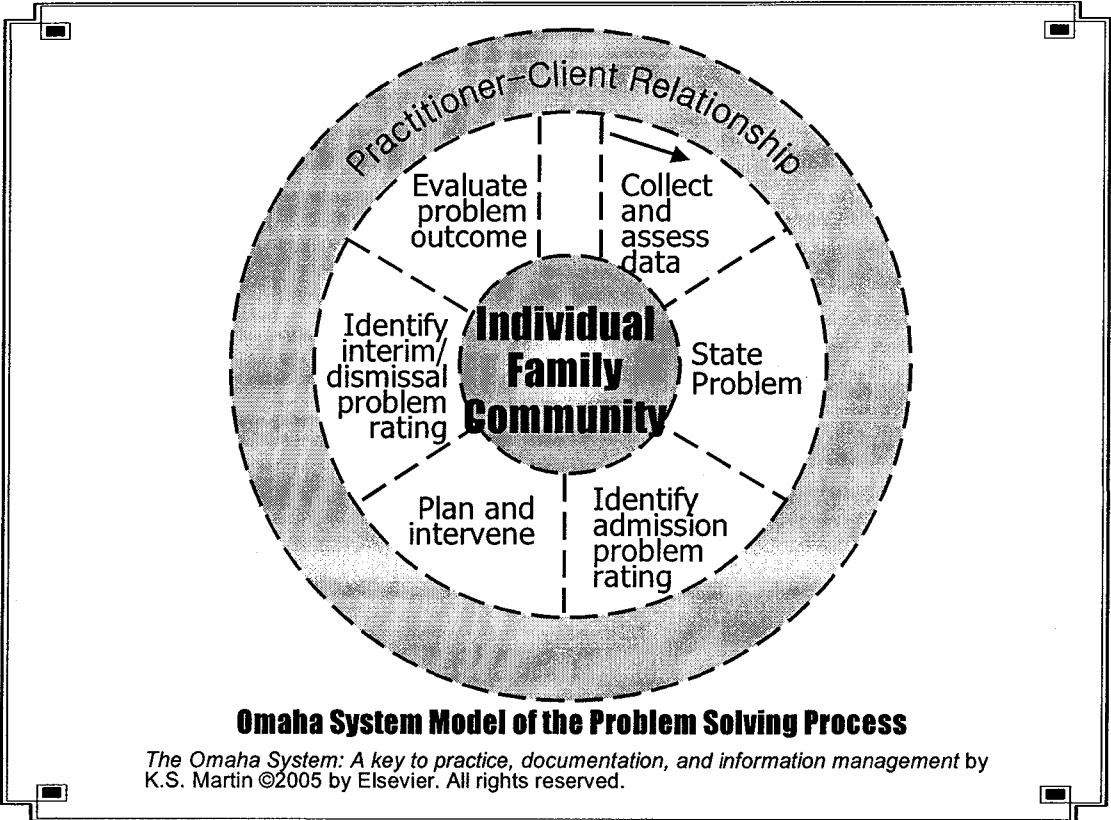 Practitioner–Client Relationship
Collect
and
assess
data
State
Problem
Identify
admission
problem
rating
Plan and
intervene
Identify
interim/
dismissal
problem
rating
Evaluate
problem
outcome
Individual
Family
Community
Omaha System Model of the Problem Solving Process
The Omaha System: A key to practice, documentation, and information management by
K.S. Martin ©2005 by Elsevier. All rights reserved.